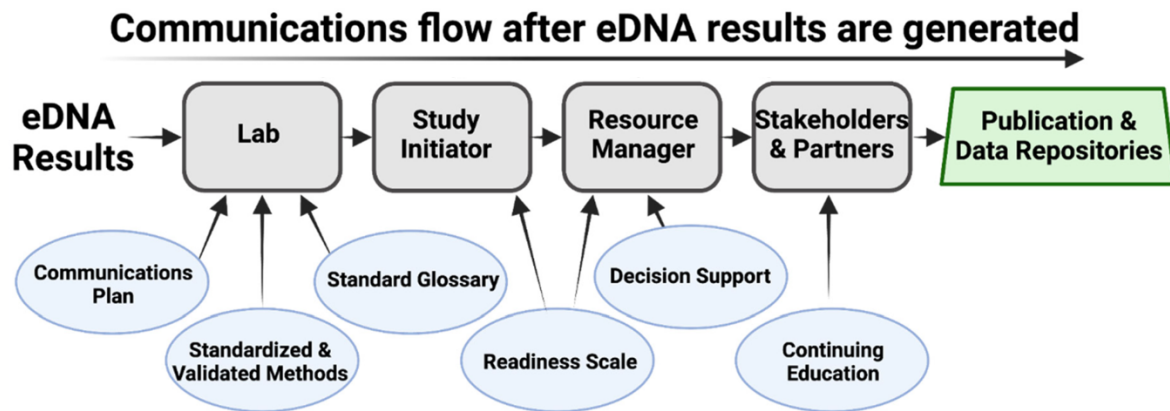 Communications flow after eDNA results are generated
eDNA
Results
Lab
Study
Initiator
Resource
Manager
Stakeholders
& Partners
Publication &
Data Repositories
Communications
Plan
Standardized &
Validated Methods
Standard Glossary
Readiness Scale
Decision Support
Continuing
Education